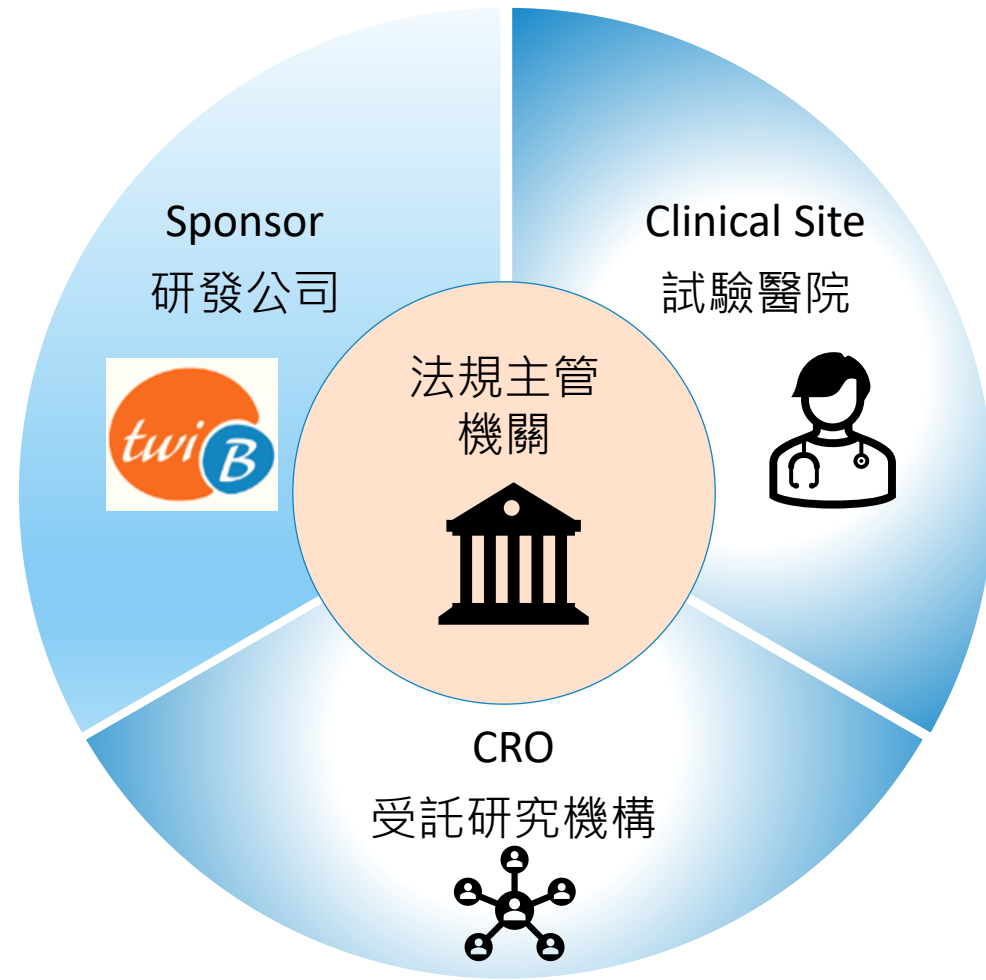 Sponsor
研發公司
twi B
Clinical Site
試驗醫院
法規主管
機關
CRO
受託研究機構